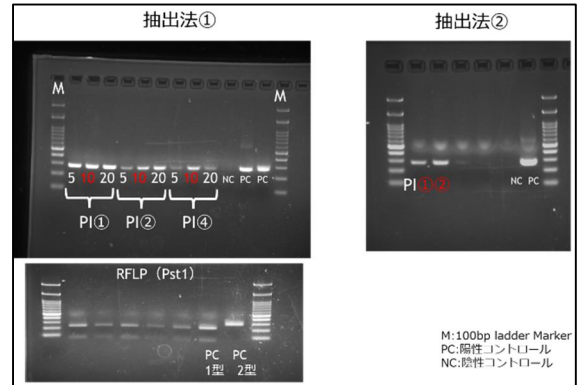 抽出法①
抽出法②
M
M
5 10 20 5 10 20 5 10 20 NC PC PC
PI① PI② PI④
PI①②
NC PC
RFLP（Pst1）
PC PC
1型 2型
M:100bp ladder Marker
PC:陽性コントロール
NC:陰性コントロール